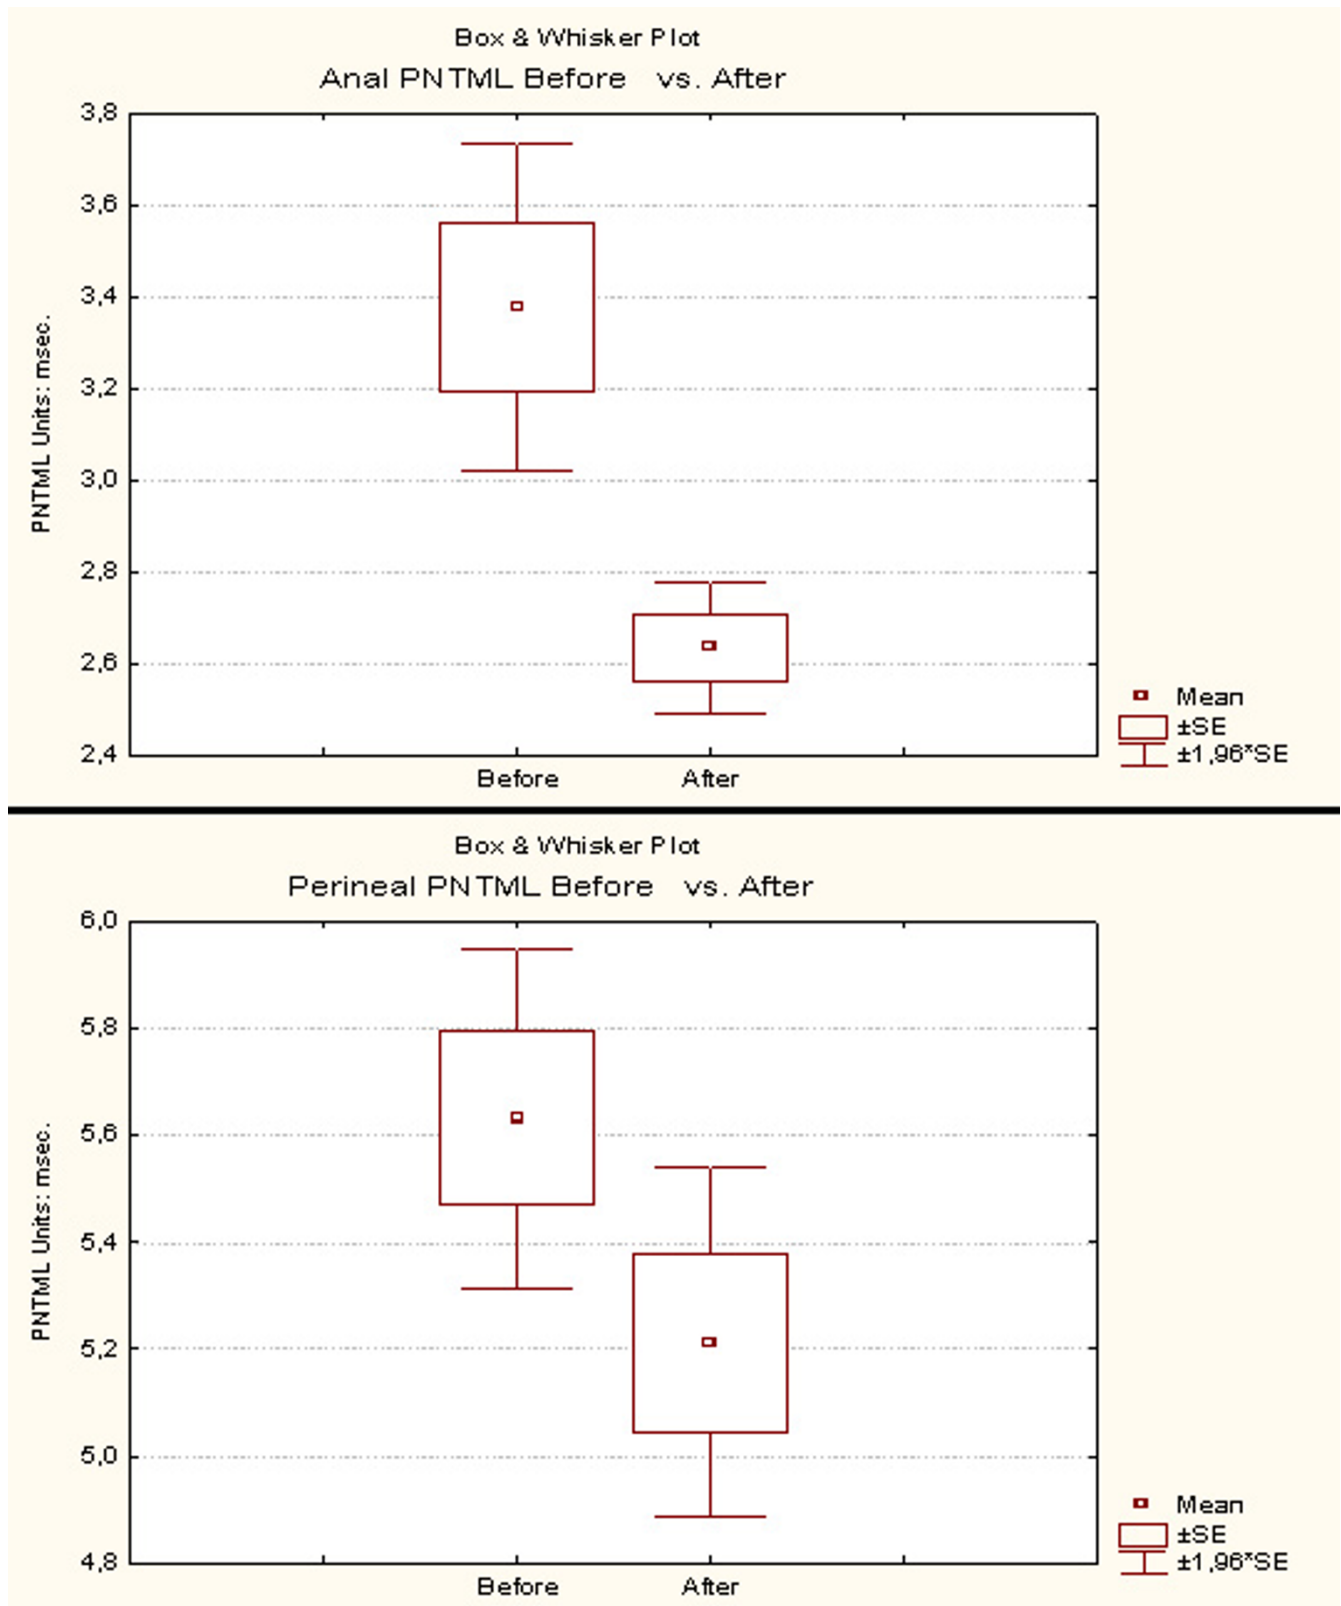 Box & Whisker Plot
Anal PNTML Before vs. After
PNTML Units: msec.
3,8
3,6
3,4
3,2
3,0
2,8
2,6
2,4
Before After
Mean
±SE
±1,96*SE
Box & Whisker Plot
Perineal PNTML Before vs. After
PNTML Units: msec.
6,0
5,8
5,6
5,4
5,2
5,0
4,8
Before After
Mean
±SE
±1,96*SE